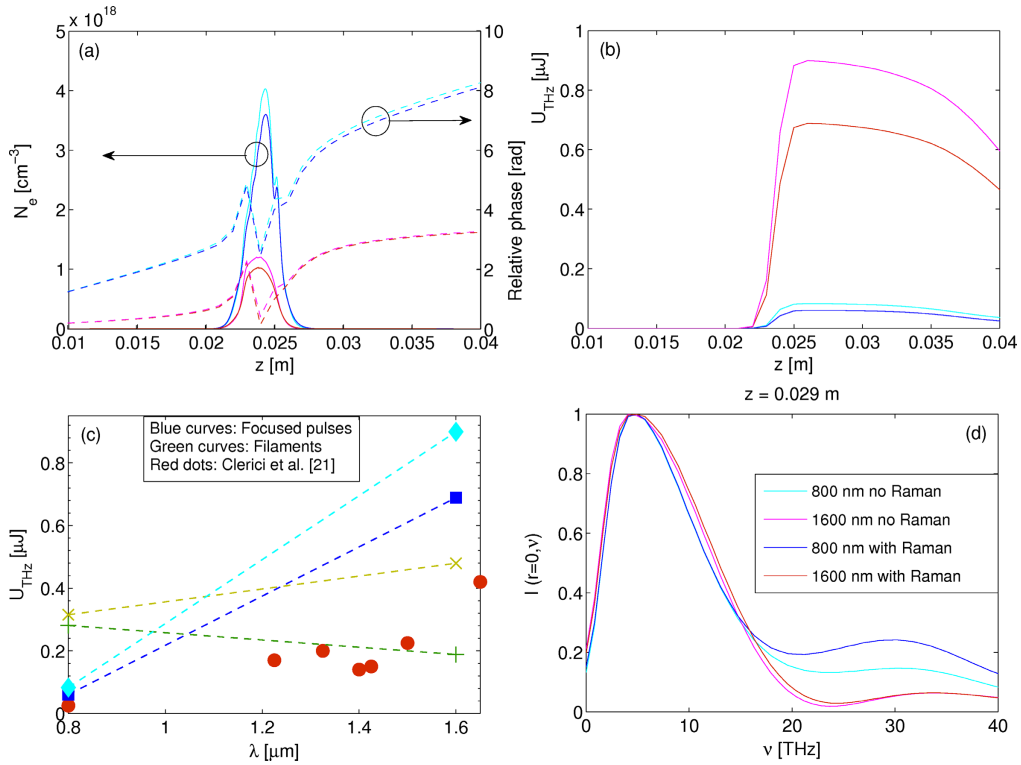 x 10^18
(a)
5
4
3
2
1
0
N_e [cm^-3]
10
8
6
4
2
0
Relative phase [rad]
0.01 0.015 0.02 0.025 0.03 0.035 0.04
z [m]
(b)
1
0.8
0.6
0.4
0.2
0
U_THz [μJ]
0.01 0.015 0.02 0.025 0.03 0.035 0.04
z [m]
(c)
Blue curves: Focused pulses
Green curves: Filaments
Red dots: Clerici et al. [21]
0.8
0.6
0.4
0.2
0
U_THz [μJ]
0.8 1 1.2 1.4 1.6
λ [μm]
z = 0.029 m
(d)
1
0.8
0.6
0.4
0.2
0
I (r=0,ν)
800 nm no Raman
1600 nm no Raman
800 nm with Raman
1600 nm with Raman
0 10 20 30 40
ν [THz]